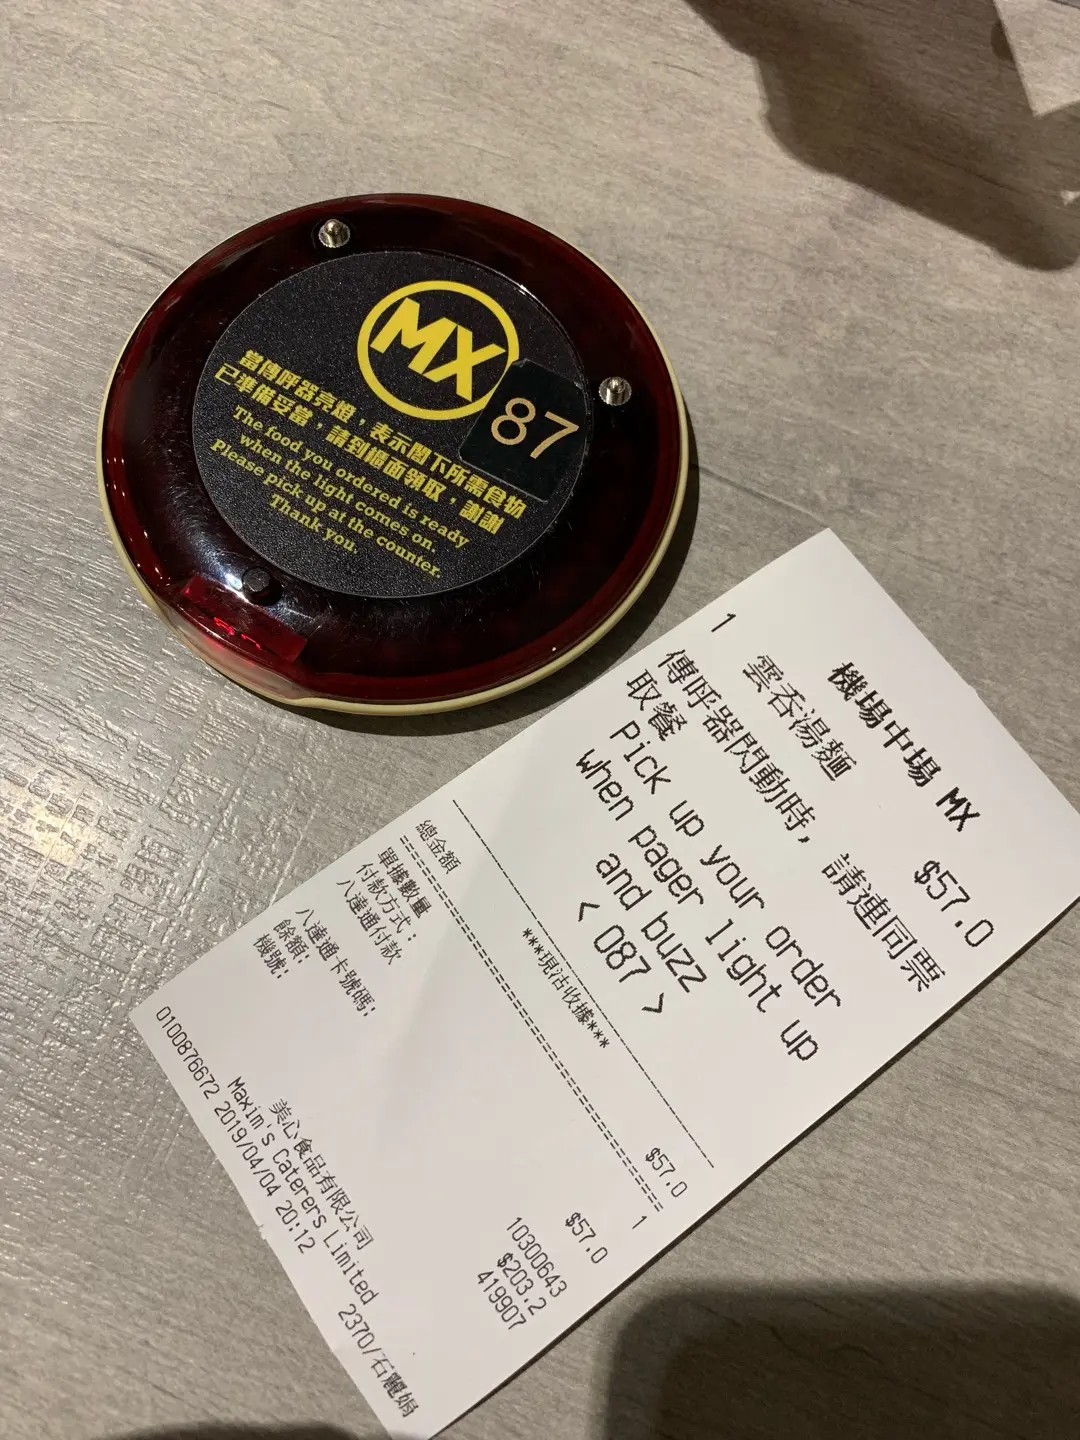 MX
87
當傳呼器亮燈，表示閣下所需食物
已準備妥當，請到櫃面領取，謝謝
The food you ordered is ready
when the light comes on.
Please pick up at the counter.
Thank you.
機場中場 MX
1 雲吞湯麵 $57.0
傳呼器閃動時, 請連同票
取餐
Pick up your order
when pager light up
and buzz
< 087 >
***現沽收據***
總金額 $57.0
單據數量 1
付款方式:
八達通付款 $57.0
八達通卡號碼: 10300643
餘額: $203.2
機號: 419907
美心食品有限公司
Maxim's Caterers Limited
0100876672 2019/04/04 20:12 2370/石麗娟